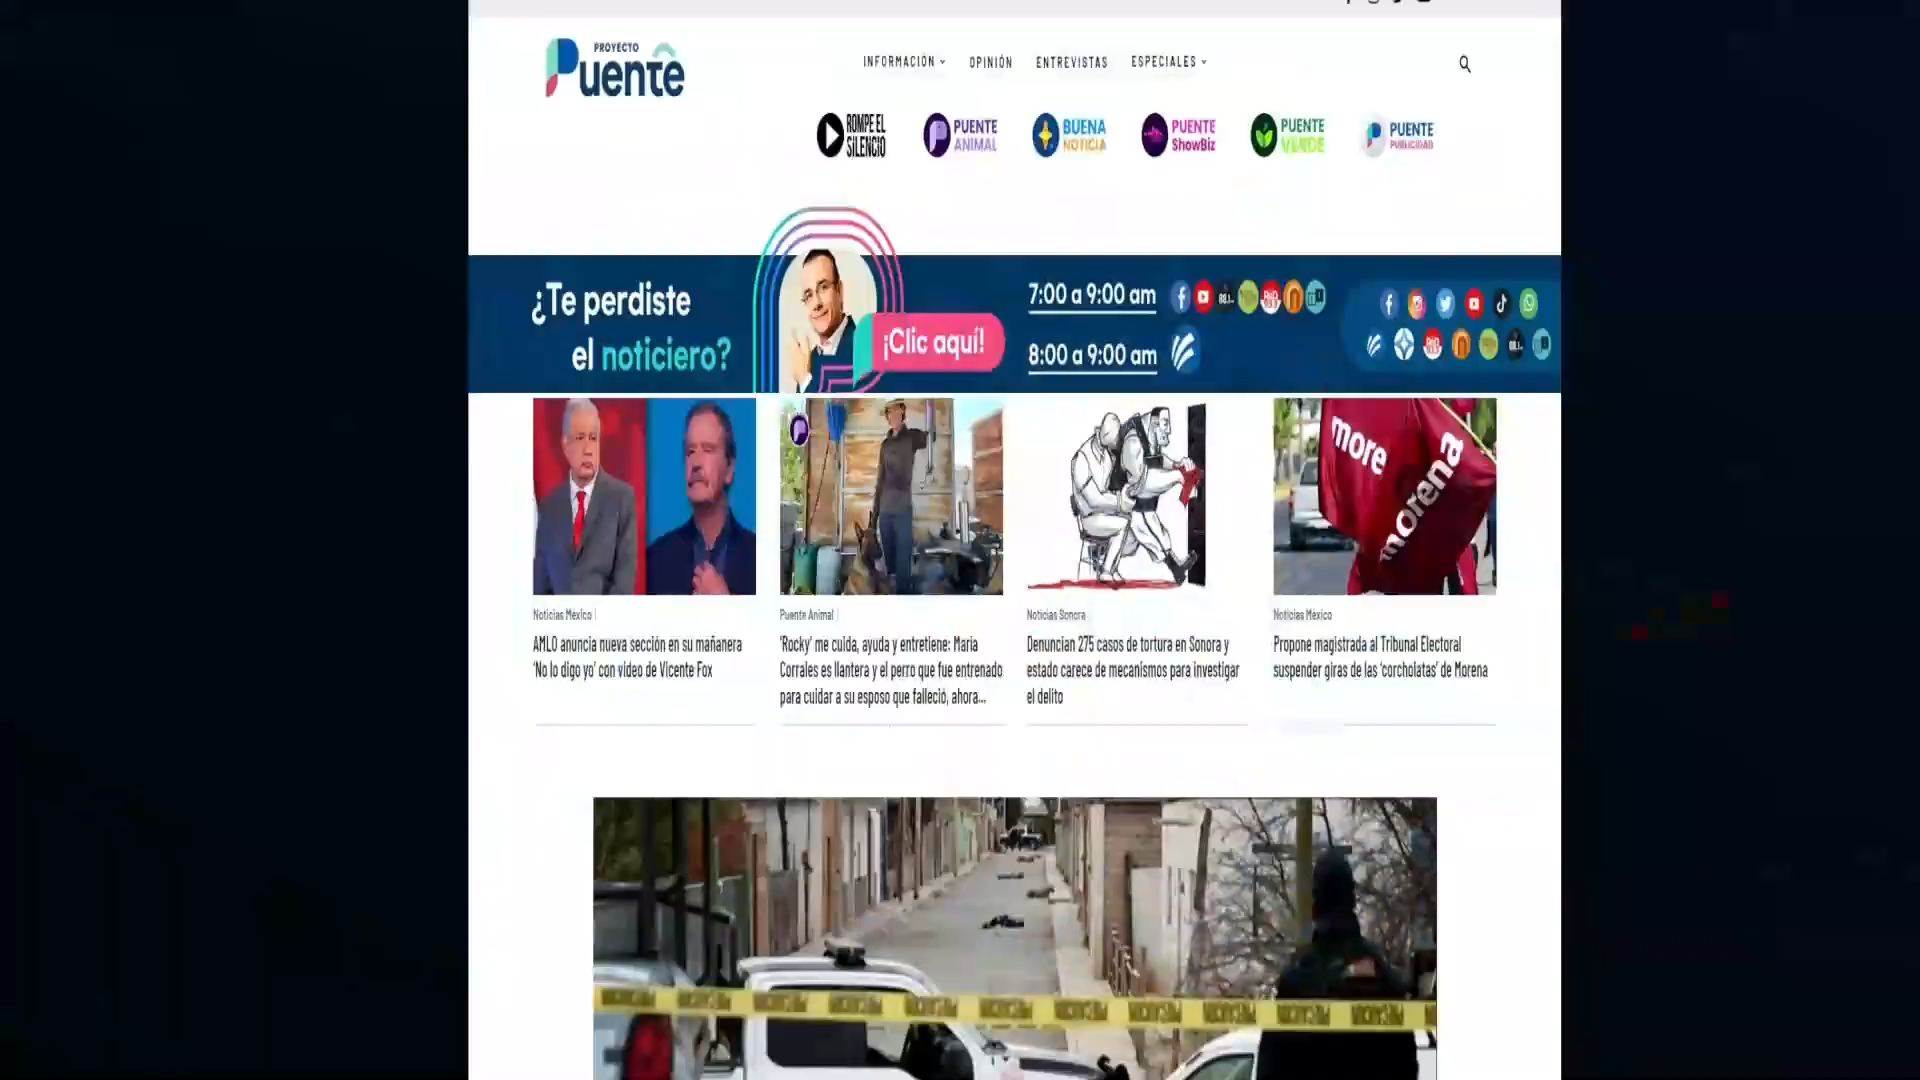 PROYECTO
Puente
INFORMACIÓN
OPINIÓN
ENTREVISTAS
ESPECIALES
ROMPE EL
SILENCIO
PUENTE
ANIMAL
BUENA
NOTICIA
PUENTE
ShowBiz
PUENTE
VERDE
PUENTE
PUBLICIDAD
¿Te perdiste
el noticiero?
¡Clic aquí!
7:00 a 9:00 am
8:00 a 9:00 am
more
morena
Noticias México
AMLO anuncia nueva sección en su mañanera
'No lo digo yo' con video de Vicente Fox
Puente Animal
'Rocky' me cuida, ayuda y entretiene: María
Corrales es llantera y el perro que fue entrenado
para cuidar a su esposo que falleció, ahora...
Noticias Sonora
Denuncian 275 casos de tortura en Sonora y
estado carece de mecanismos para investigar
el delito
Noticias México
Propone magistrada al Tribunal Electoral
suspender giras de las 'corcholatas' de Morena